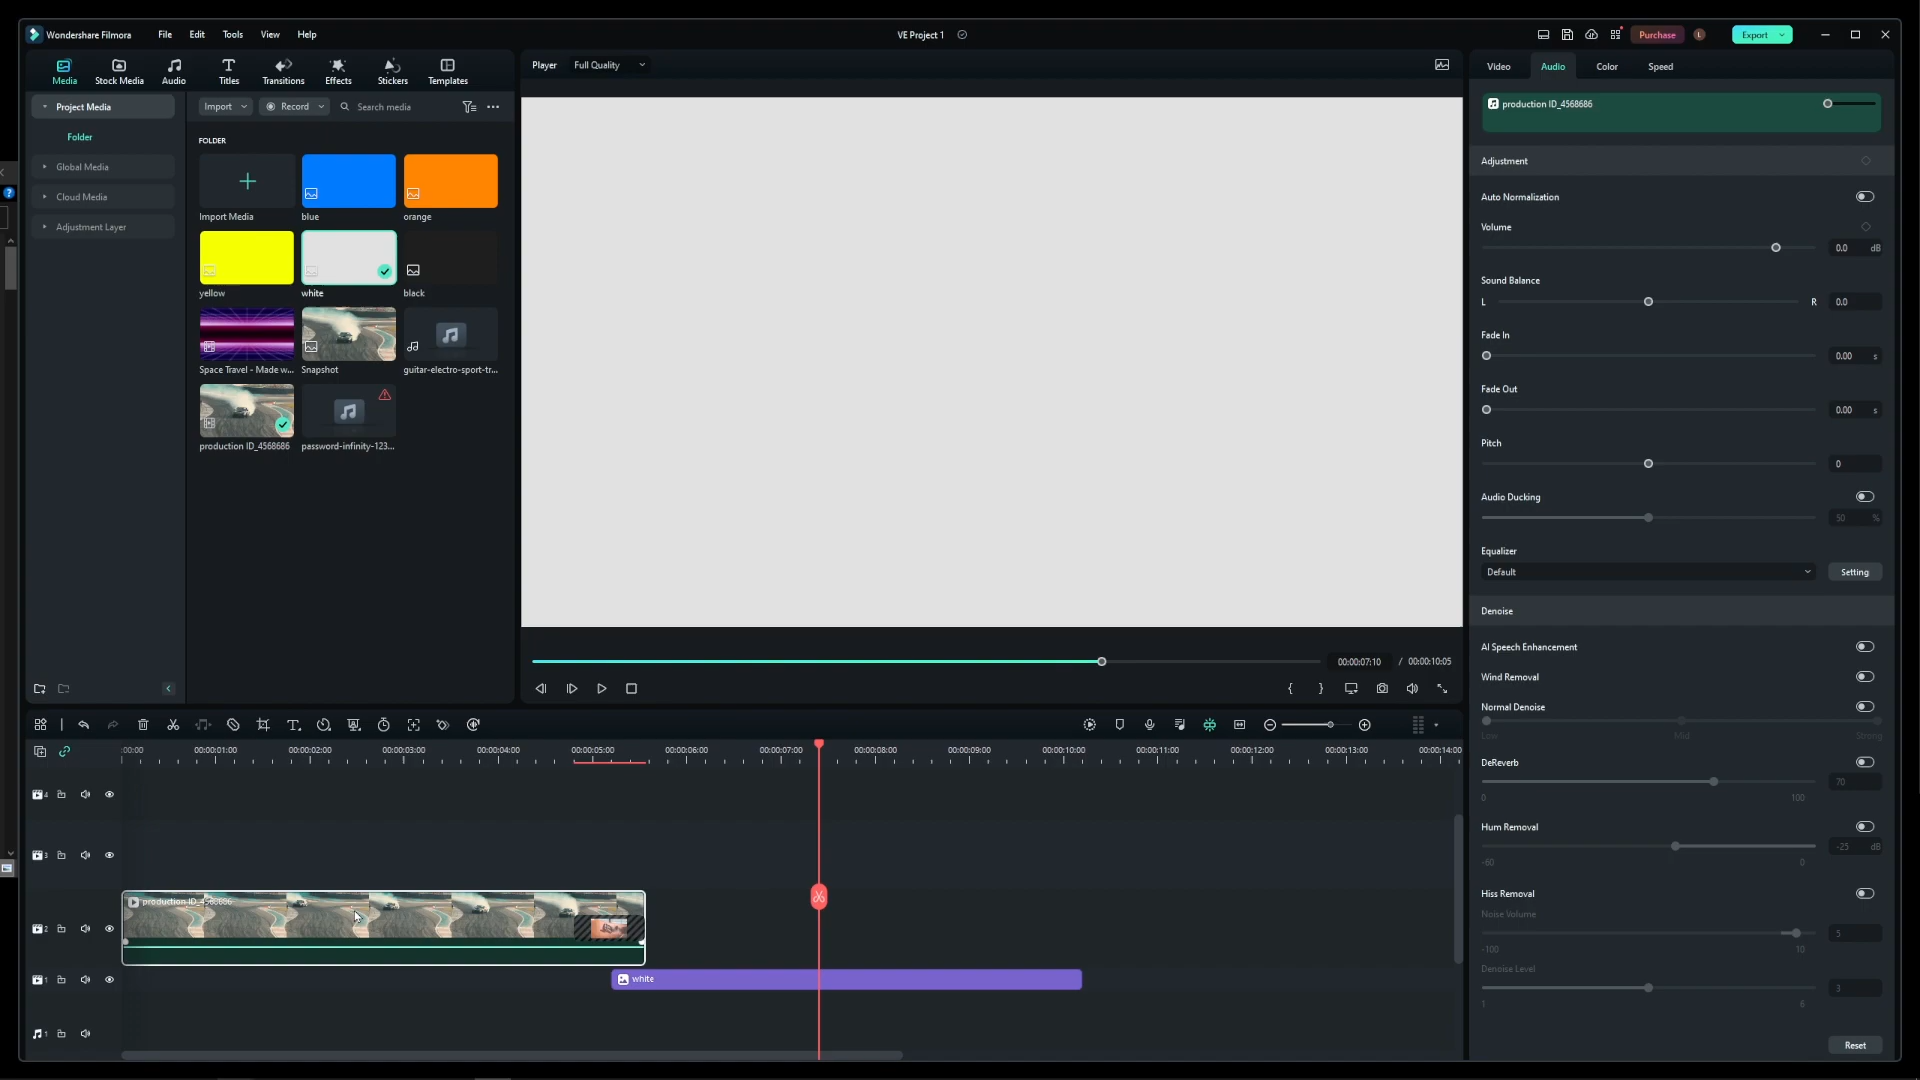 Wondershare Filmora
File Edit Tools View Help
VE Project 1
Purchase
L
Export
Media
Stock Media
Audio
Titles
Transitions
Effects
Stickers
Templates
Project Media
Folder
Global Media
Cloud Media
Adjustment Layer
Import
Record
Search media
FOLDER
Import Media
blue
orange
yellow
white
black
Space Travel - Made w...
Snapshot
guitar-electro-sport-tr...
production ID_4568686
password-infinity-123...
Player
Full Quality
00:00:07:10 / 00:00:10:05
Video
Audio
Color
Speed
production ID_4568686
Adjustment
Auto Normalization
Volume
0.0 dB
Sound Balance
L R 0.0
Fade In
0.00 s
Fade Out
0.00 s
Pitch
0
Audio Ducking
50 %
Equalizer
Default
Setting
Denoise
AI Speech Enhancement
Wind Removal
Normal Denoise
Low Mid Strong
DeReverb
70
0 100
Hum Removal
-25 dB
-60 0
Hiss Removal
Noise Volume
5
-100 10
Denoise Level
3
1 6
Reset
:00:00 00:00:01:00 00:00:02:00 00:00:03:00 00:00:04:00 00:00:05:00 00:00:06:00 00:00:07:00 00:00:08:00 00:00:09:00 00:00:10:00 00:00:11:00 00:00:12:00 00:00:13:00 00:00:14:00
4
3
production ID_4568686
2
1
white
1